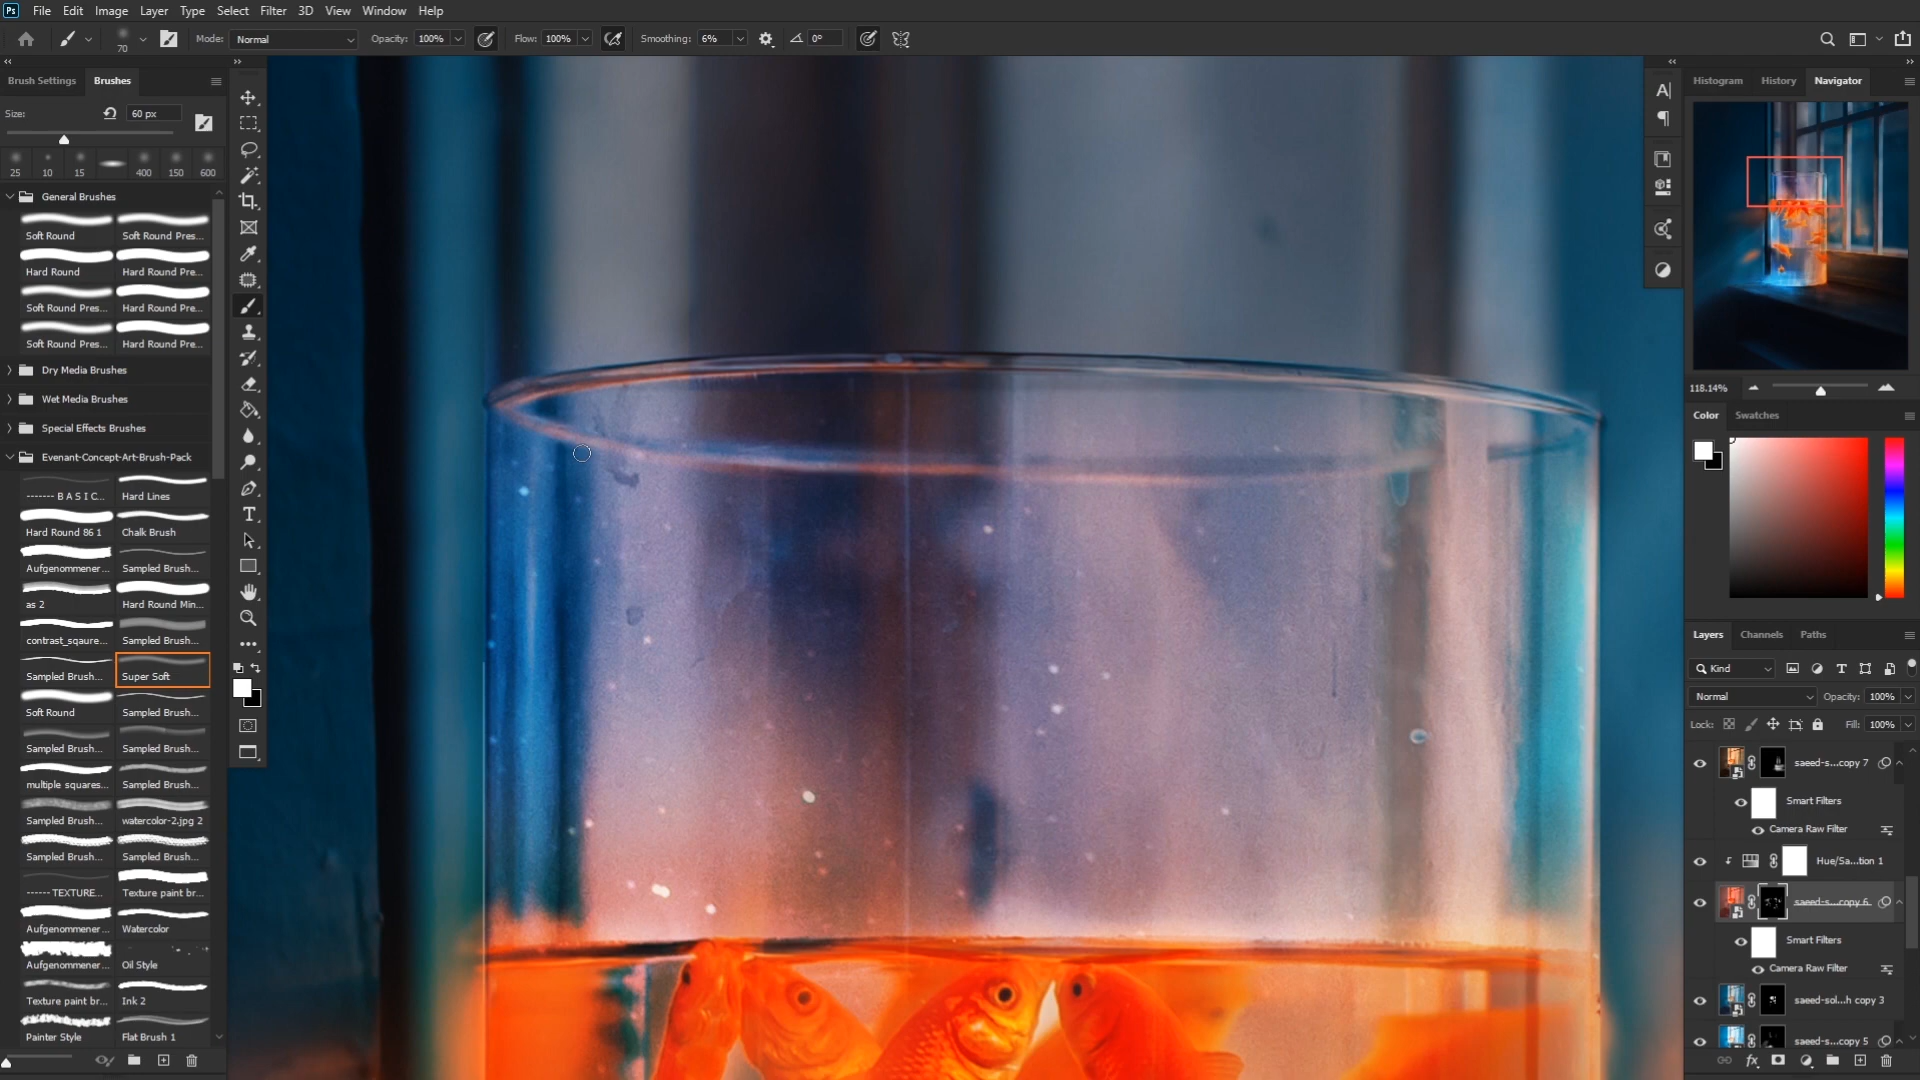 Ps File Edit Image Layer Type Select Filter 3D View Window Help
70 Mode: Normal Opacity: 100% Flow: 100% Smoothing: 6% 0°
Brush Settings Brushes
Size: 60 px
25 10 15 400 150 600
General Brushes
Soft Round Soft Round Pres...
Hard Round Hard Round Pre...
Soft Round Pres... Hard Round Pre...
Soft Round Pres... Hard Round Pre...
Dry Media Brushes
Wet Media Brushes
Special Effects Brushes
Evenant-Concept-Art-Brush-Pack
------- B A S I C... Hard Lines
Hard Round 86 1 Chalk Brush
Aufgenommener... Sampled Brush...
as 2 Hard Round Min...
contrast_sqaure... Sampled Brush...
Sampled Brush... Super Soft
Soft Round Sampled Brush...
Sampled Brush... Sampled Brush...
multiple squares... Sampled Brush...
Sampled Brush... watercolor-2.jpg 2
Sampled Brush... Sampled Brush...
------ TEXTURE... Texture paint br...
Aufgenommener... Watercolor
Aufgenommener... Oil Style
Texture paint br... Ink 2
Painter Style Flat Brush 1
Histogram History Navigator
118.14%
Color Swatches
Layers Channels Paths
Kind
Normal Opacity: 100%
Lock: Fill: 100%
saeed-s...copy 7
Smart Filters
Camera Raw Filter
Hue/Sa...tion 1
saeed-s...copy 6
Smart Filters
Camera Raw Filter
saeed-sol...h copy 3
saeed-s...copy 5